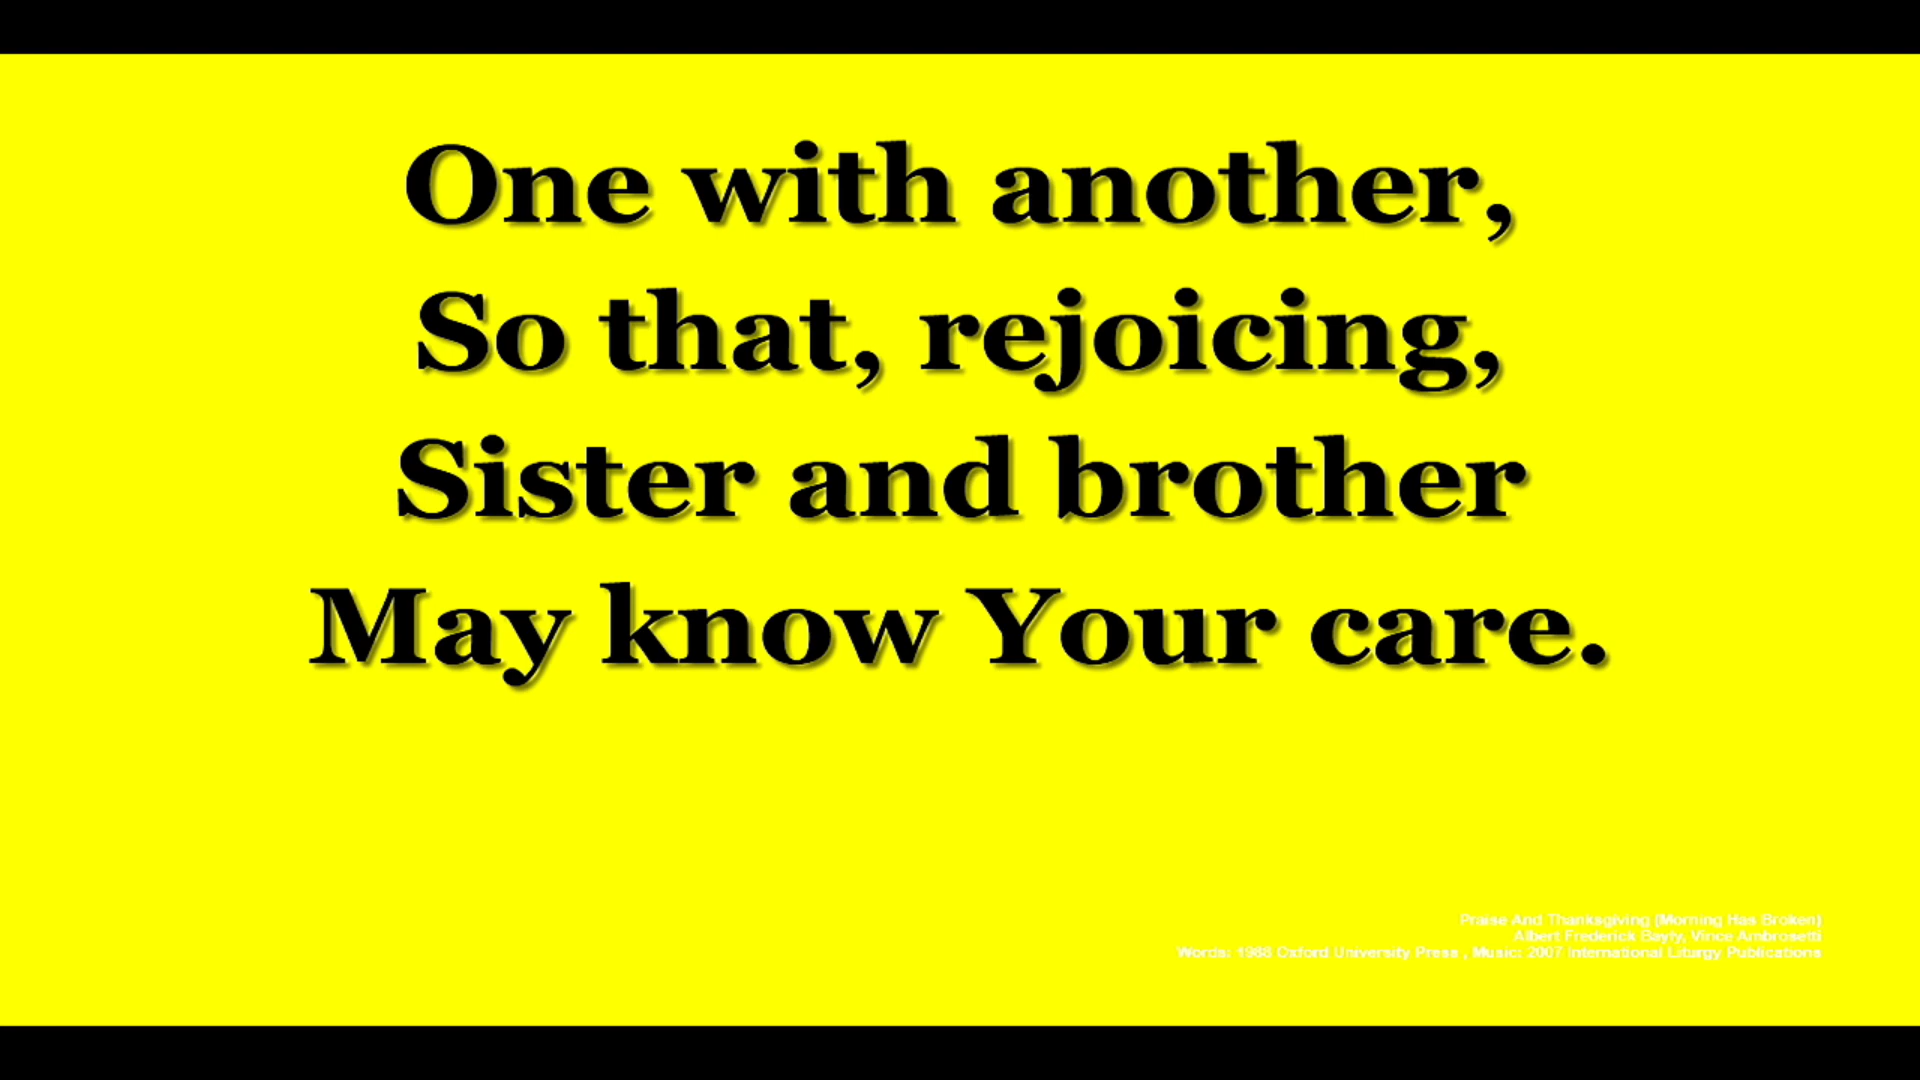 One with another,
So that, rejoicing,
Sister and brother
May know Your care.
Praise And Thanksgiving (Morning Has Broken)
Albert Frederick Bayly, Vince Ambrosetti
Words: 1988 Oxford University Press , Music: 2007 International Liturgy Publications